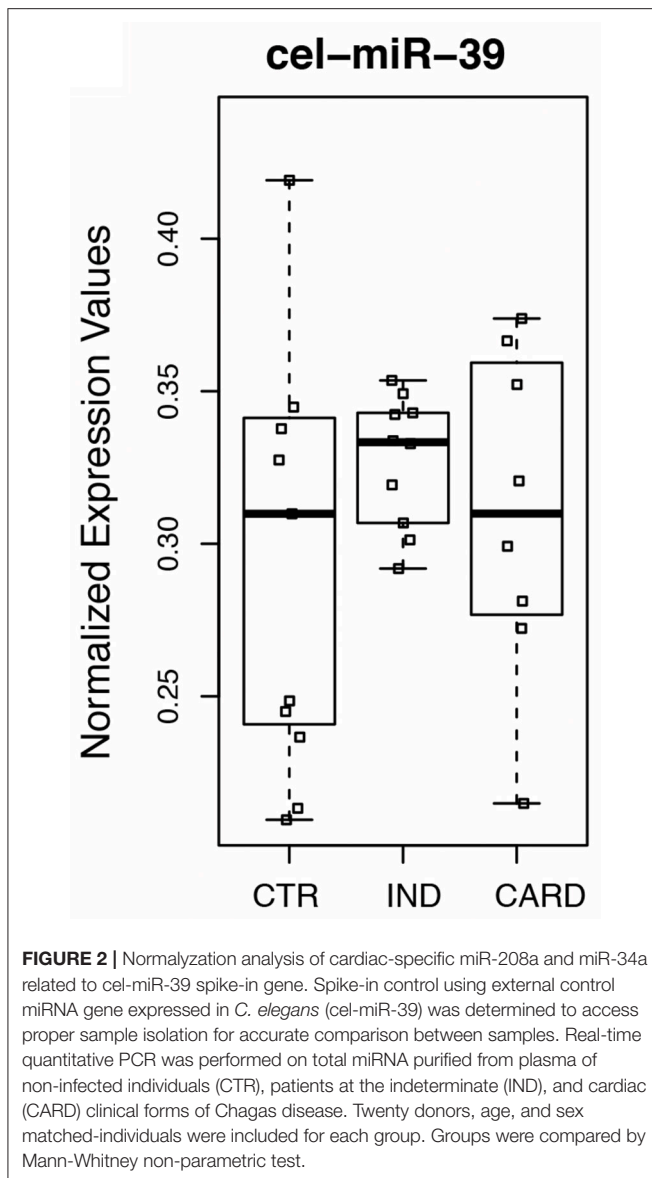 cel–miR–39
Normalized Expression Values
0.40
0.35
0.30
0.25
CTR IND CARD
FIGURE 2 | Normalyzation analysis of cardiac-specific miR-208a and miR-34a
related to cel-miR-39 spike-in gene. Spike-in control using external control
miRNA gene expressed in C. elegans (cel-miR-39) was determined to access
proper sample isolation for accurate comparison between samples. Real-time
quantitative PCR was performed on total miRNA purified from plasma of
non-infected individuals (CTR), patients at the indeterminate (IND), and cardiac
(CARD) clinical forms of Chagas disease. Twenty donors, age, and sex
matched-individuals were included for each group. Groups were compared by
Mann-Whitney non-parametric test.